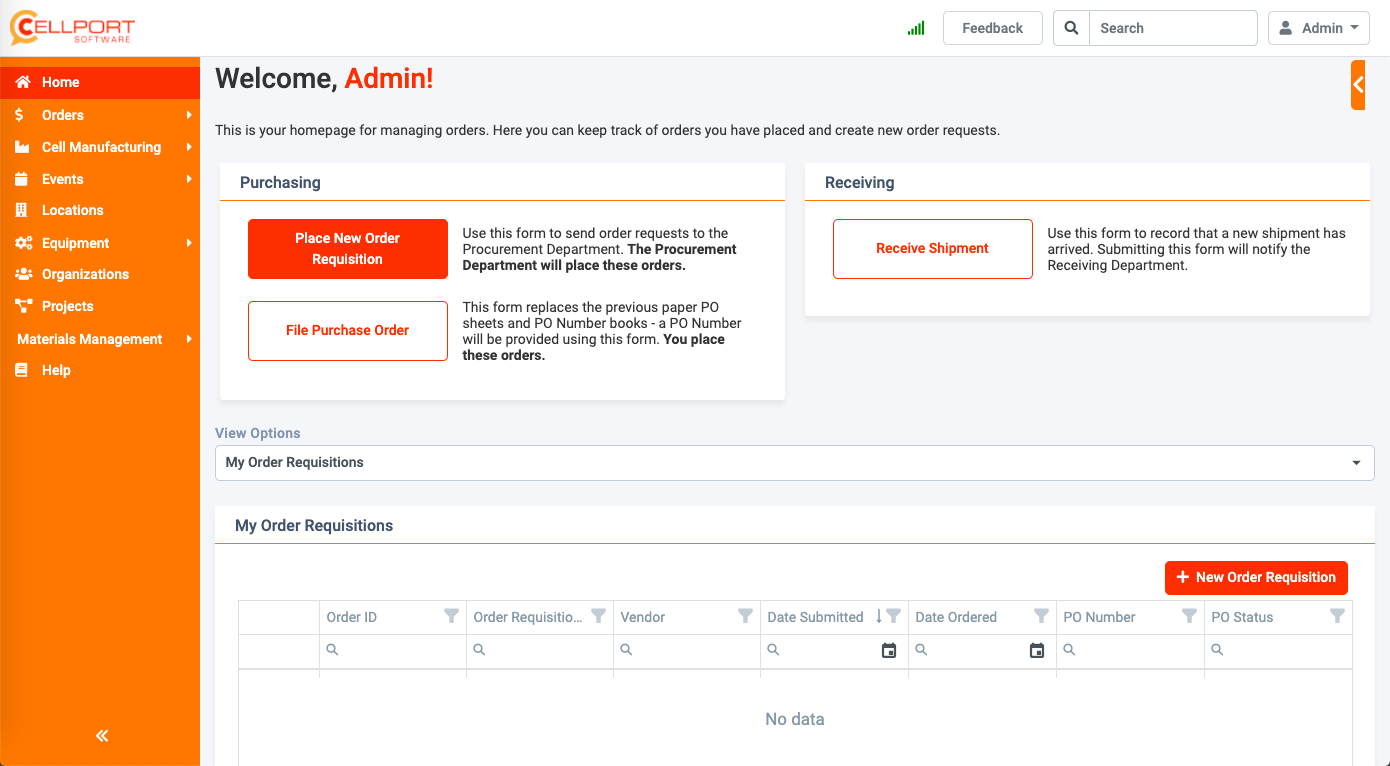 CELLPORT
SOFTWARE
Feedback
Search
Admin
Home
Orders
Cell Manufacturing
Events
Locations
Equipment
Organizations
Projects
Materials Management
Help
Welcome, Admin!
This is your homepage for managing orders. Here you can keep track of orders you have placed and create new order requests.
Purchasing
Place New Order
Requisition
Use this form to send order requests to the
Procurement Department. The Procurement
Department will place these orders.
File Purchase Order
This form replaces the previous paper PO
sheets and PO Number books - a PO Number
will be provided using this form. You place
these orders.
Receiving
Receive Shipment
Use this form to record that a new shipment has
arrived. Submitting this form will notify the
Receiving Department.
View Options
My Order Requisitions
My Order Requisitions
+ New Order Requisition
Order ID Order Requisitio... Vendor Date Submitted Date Ordered PO Number PO Status
No data